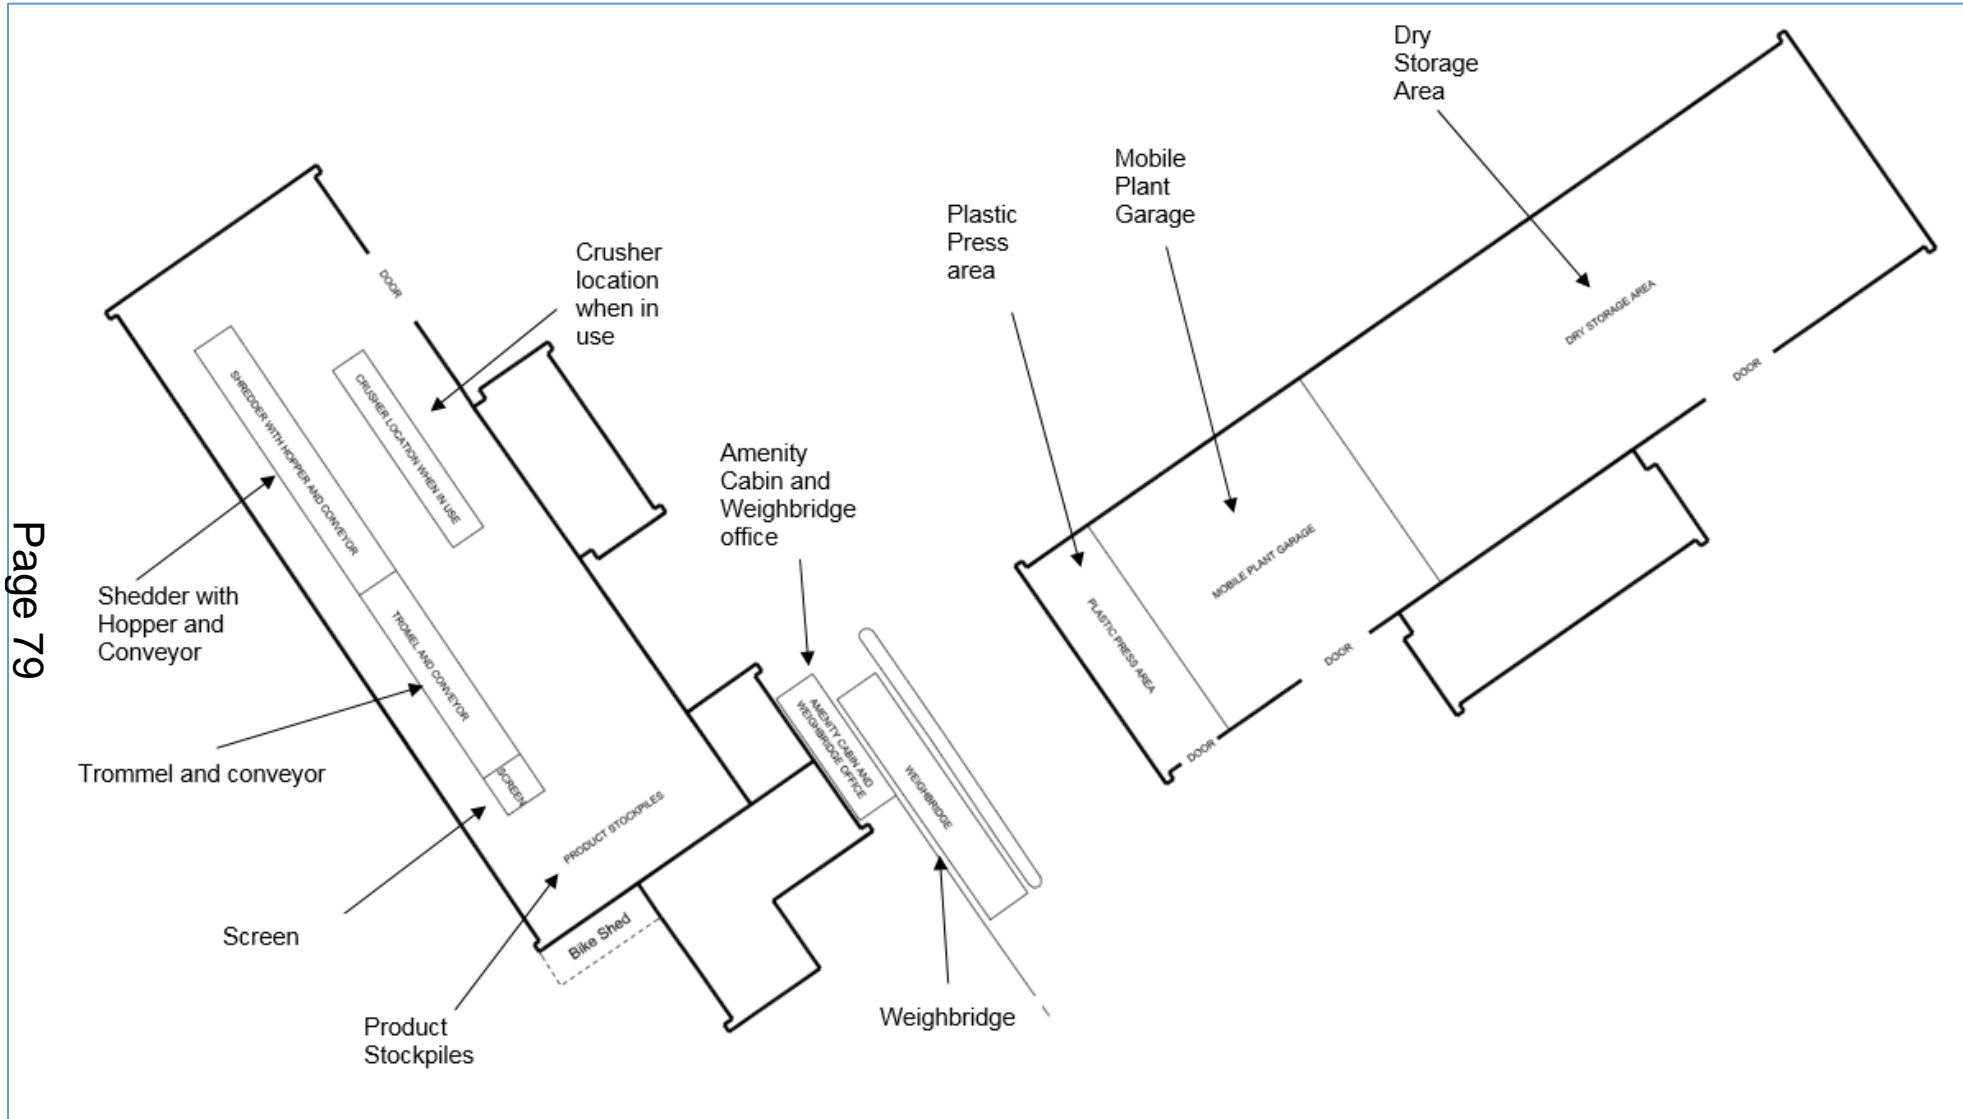 Dry
Storage
Area
Mobile
Plant
Garage
Plastic
Press
area
Crusher
location
when in
use
DOOR
DRY STORAGE AREA
DOOR
SHREDDER WITH HOPPER AND CONVEYOR
CRUSHER LOCATION WHEN IN USE
Amenity
Cabin and
Weighbridge
office
MOBILE PLANT GARAGE
PLASTIC PRESS AREA
DOOR
DOOR
Page 79
Shedder with
Hopper and
Conveyor
TROMEL AND CONVEYOR
AMENITY CABIN AND
WEIGHBRIDGE OFFICE
WEIGHBRIDGE
Trommel and conveyor
SCREEN
PRODUCT STOCKPILES
Screen
Bike Shed
Product
Stockpiles
Weighbridge